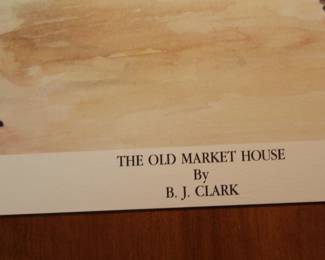 THE OLD MARKET HOUSE
By
B. J. CLARK